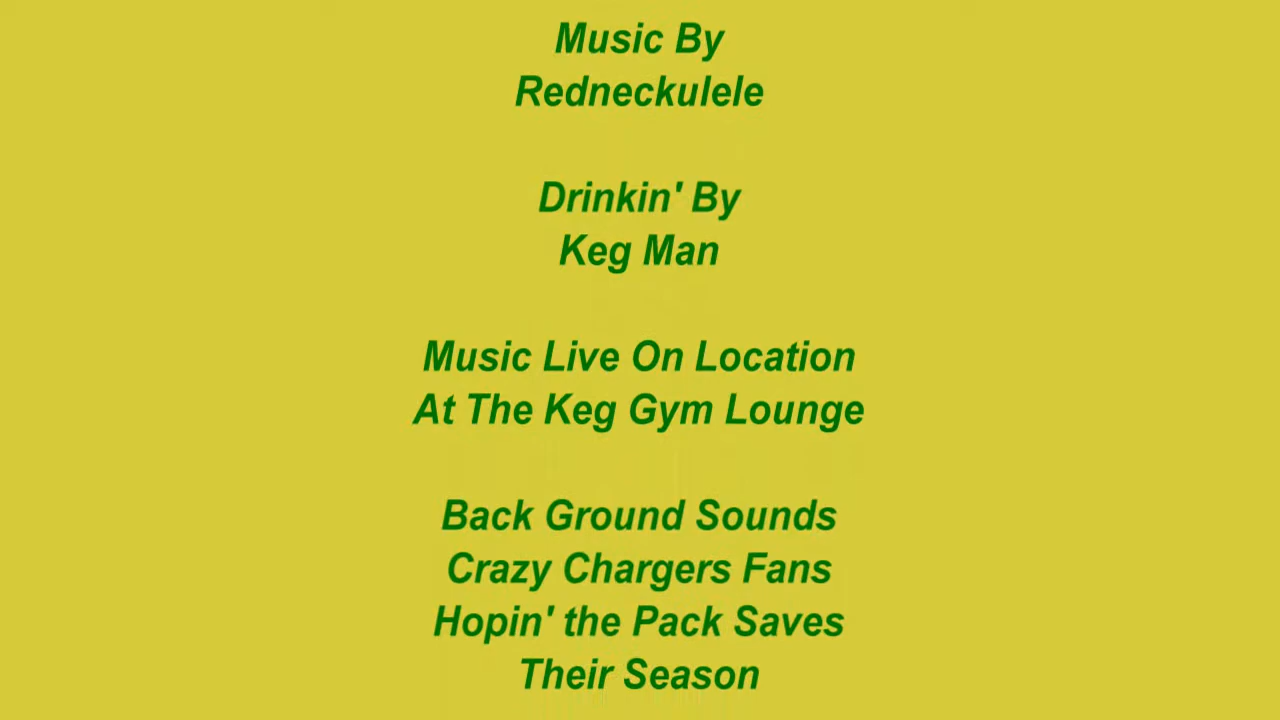 Music By
Redneckulele
Drinkin' By
Keg Man
Music Live On Location
At The Keg Gym Lounge
Back Ground Sounds
Crazy Chargers Fans
Hopin' the Pack Saves
Their Season